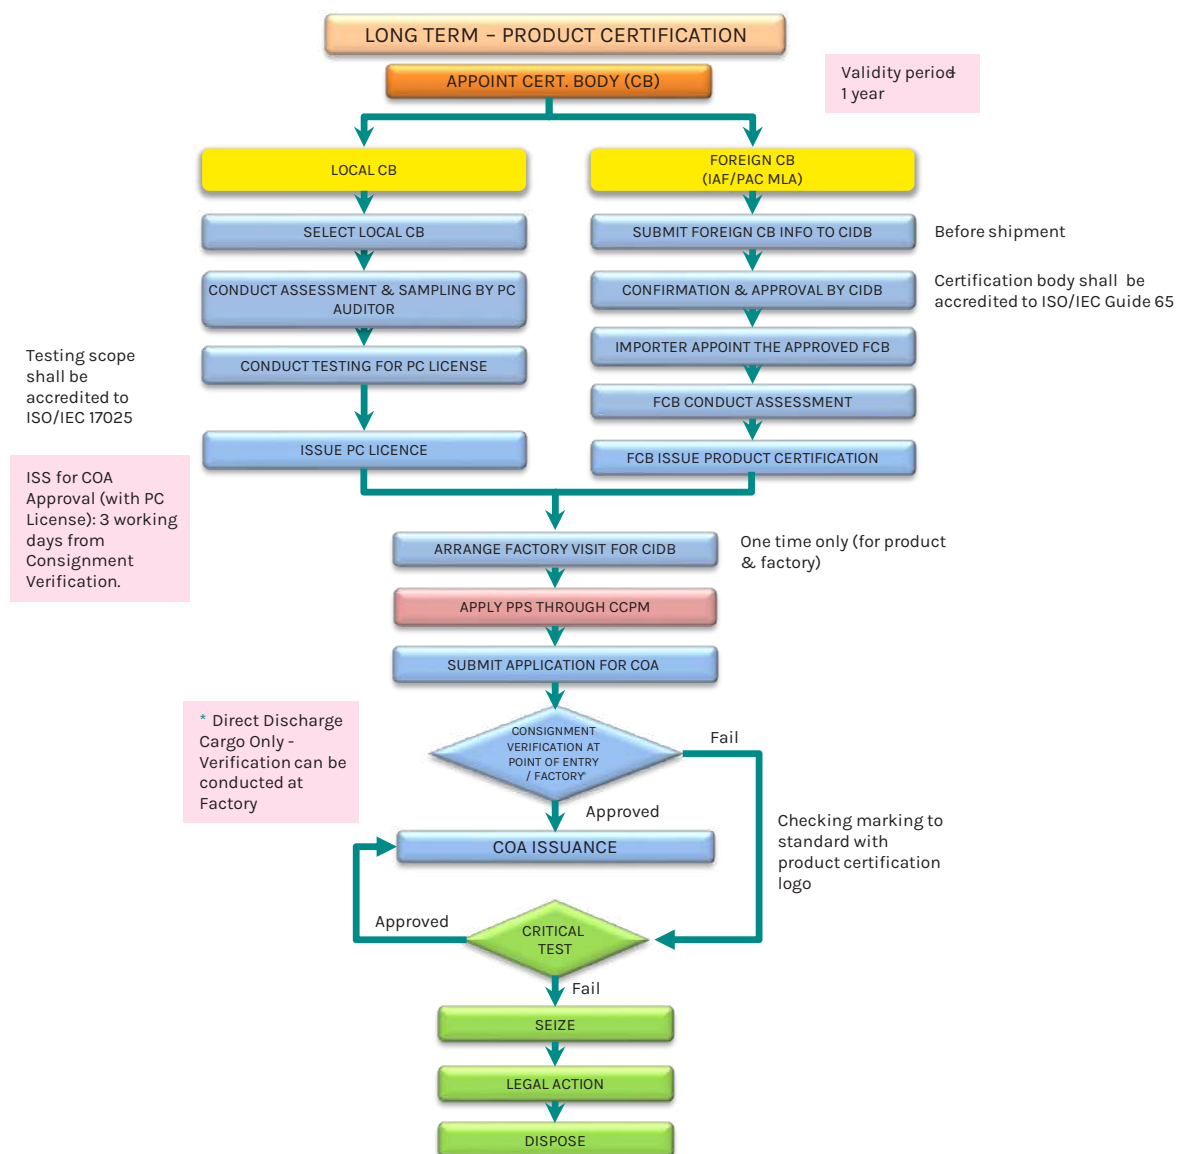 LONG TERM – PRODUCT CERTIFICATION
APPOINT CERT. BODY (CB)
Validity period-
1 year
LOCAL CB
FOREIGN CB
(IAF/PAC MLA)
SELECT LOCAL CB
SUBMIT FOREIGN CB INFO TO CIDB
Before shipment
CONDUCT ASSESSMENT & SAMPLING BY PC
AUDITOR
CONFIRMATION & APPROVAL BY CIDB
Certification body shall be
accredited to ISO/IEC Guide 65
Testing scope
shall be
accredited to
ISO/IEC 17025
CONDUCT TESTING FOR PC LICENSE
IMPORTER APPOINT THE APPROVED FCB
FCB CONDUCT ASSESSMENT
ISSUE PC LICENCE
FCB ISSUE PRODUCT CERTIFICATION
ISS for COA
Approval (with PC
License): 3 working
days from
Consignment
Verification.
ARRANGE FACTORY VISIT FOR CIDB
One time only (for product
& factory)
APPLY PPS THROUGH CCPM
SUBMIT APPLICATION FOR COA
* Direct Discharge
Cargo Only -
Verification can be
conducted at
Factory
CONSIGNMENT
VERIFICATION AT
POINT OF ENTRY
/ FACTORY*
Fail
Approved
Checking marking to
standard with
product certification
logo
COA ISSUANCE
Approved
CRITICAL
TEST
Fail
SEIZE
LEGAL ACTION
DISPOSE